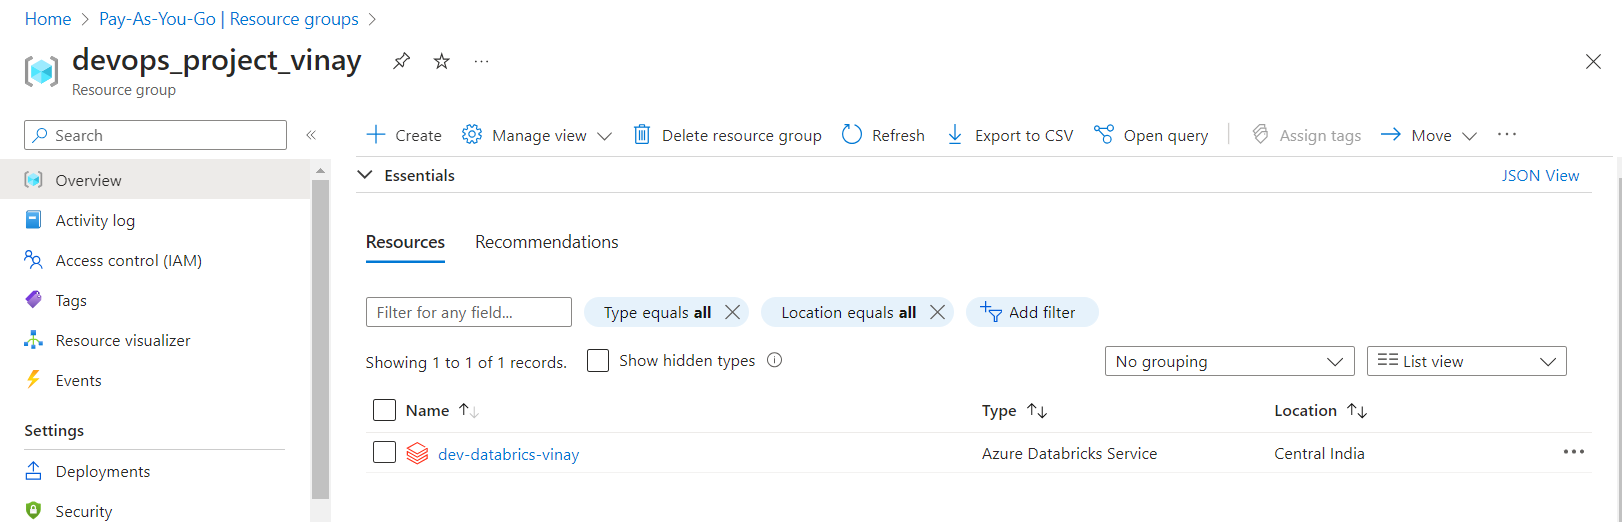 Home > Pay-As-You-Go | Resource groups >
devops_project_vinay ...
Resource group
Search «
Overview
Activity log
Access control (IAM)
Tags
Resource visualizer
Events
Settings
Deployments
Security
Create Manage view Delete resource group Refresh Export to CSV Open query Assign tags Move ...
Essentials JSON View
Resources Recommendations
Filter for any field... Type equals all Location equals all Add filter
Showing 1 to 1 of 1 records. Show hidden types No grouping List view
Name Type Location
dev-databrics-vinay Azure Databricks Service Central India ...